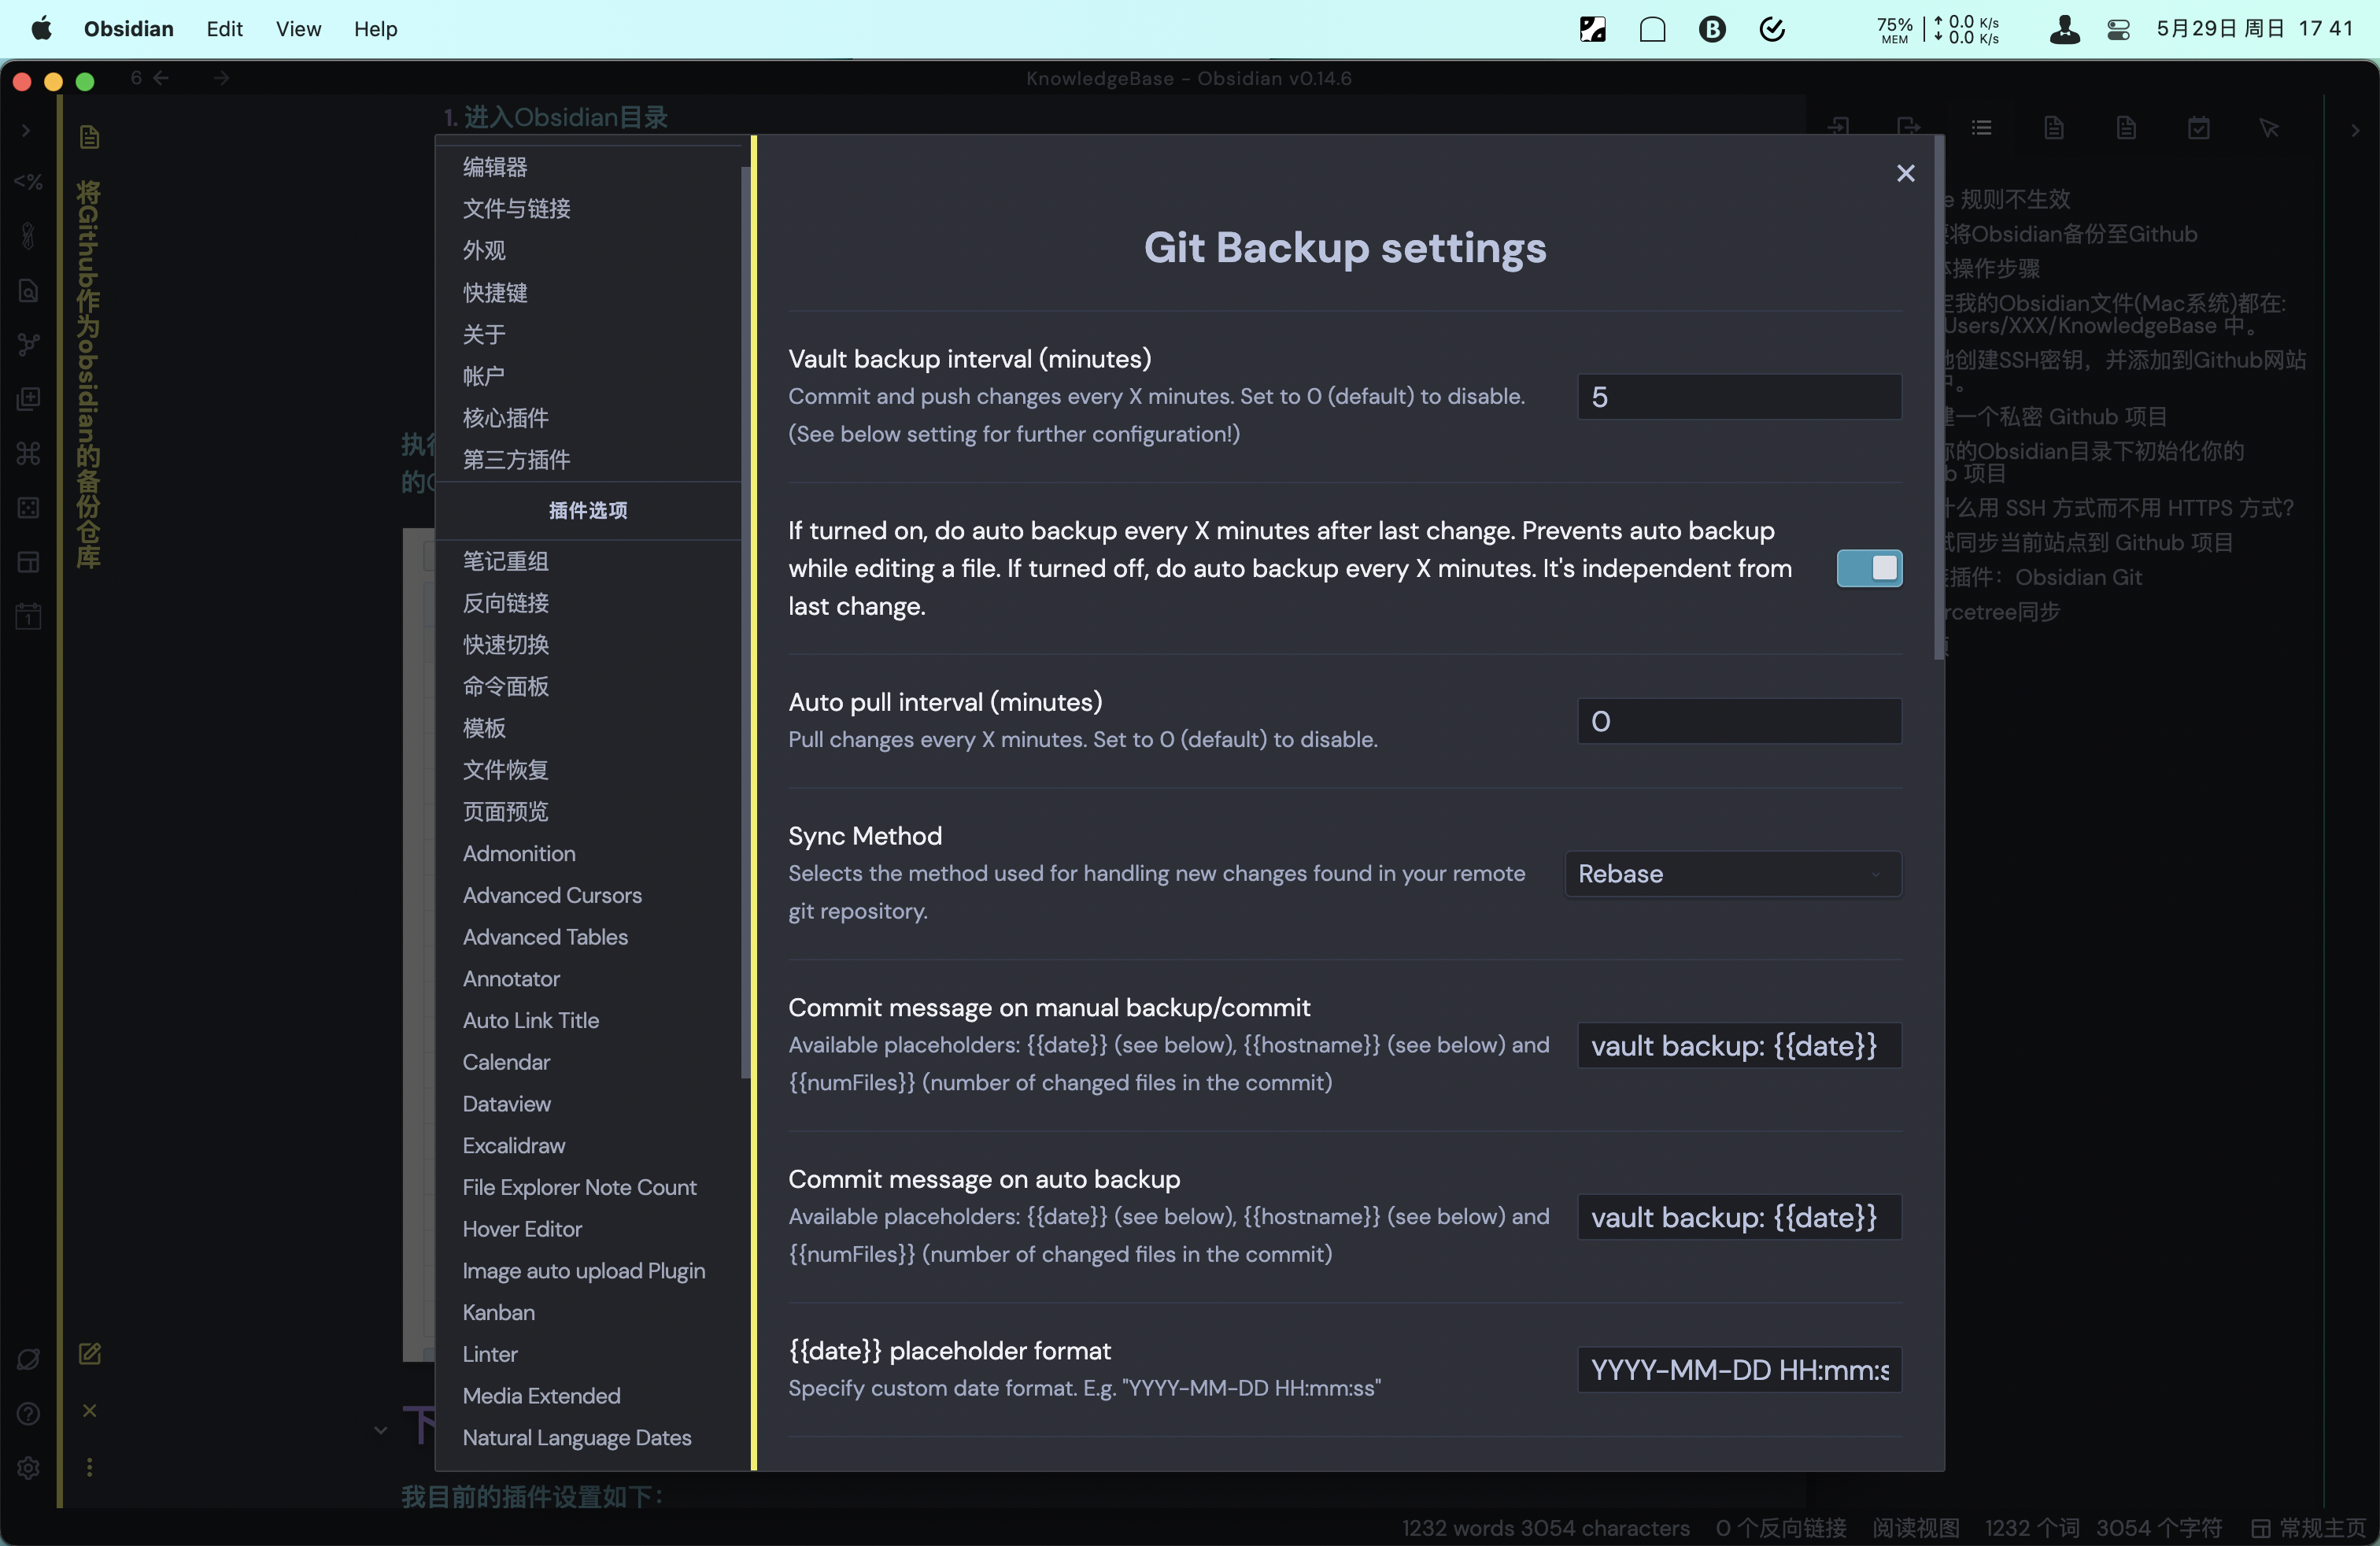 Obsidian Edit View Help
75% MEM 0.0 K/s 0.0 K/s 5月29日 周日 17 41
6 KnowledgeBase - Obsidian v0.14.6
将Github作为obsidian的备份仓库
1. 进入Obsidian目录
执行
的
编辑器
文件与链接
外观
快捷键
关于
帐户
核心插件
第三方插件
插件选项
笔记重组
反向链接
快速切换
命令面板
模板
文件恢复
页面预览
Admonition
Advanced Cursors
Advanced Tables
Annotator
Auto Link Title
Calendar
Dataview
Excalidraw
File Explorer Note Count
Hover Editor
Image auto upload Plugin
Kanban
Linter
Media Extended
Natural Language Dates
Git Backup settings
Vault backup interval (minutes)
Commit and push changes every X minutes. Set to 0 (default) to disable.
(See below setting for further configuration!)
5
If turned on, do auto backup every X minutes after last change. Prevents auto backup
while editing a file. If turned off, do auto backup every X minutes. It's independent from
last change.
Auto pull interval (minutes)
Pull changes every X minutes. Set to 0 (default) to disable.
0
Sync Method
Selects the method used for handling new changes found in your remote
git repository.
Rebase
Commit message on manual backup/commit
Available placeholders: {{date}} (see below), {{hostname}} (see below) and
{{numFiles}} (number of changed files in the commit)
vault backup: {{date}}
Commit message on auto backup
Available placeholders: {{date}} (see below), {{hostname}} (see below) and
{{numFiles}} (number of changed files in the commit)
vault backup: {{date}}
{{date}} placeholder format
Specify custom date format. E.g. "YYYY-MM-DD HH:mm:ss"
YYYY-MM-DD HH:mm:s
规则不生效
将Obsidian备份至Github
操作步骤
我的Obsidian文件(Mac系统)都在:
Users/XXX/KnowledgeBase 中。
创建SSH密钥，并添加到Github网站
中。
一个私密 Github 项目
的Obsidian目录下初始化你的
项目
什么用 SSH 方式而不用 HTTPS 方式?
同步当前站点到 Github 项目
插件：Obsidian Git
rcetree同步
下
我目前的插件设置如下：
1232 words 3054 characters 0 个反向链接 阅读视图 1232 个词 3054 个字符 常规主页